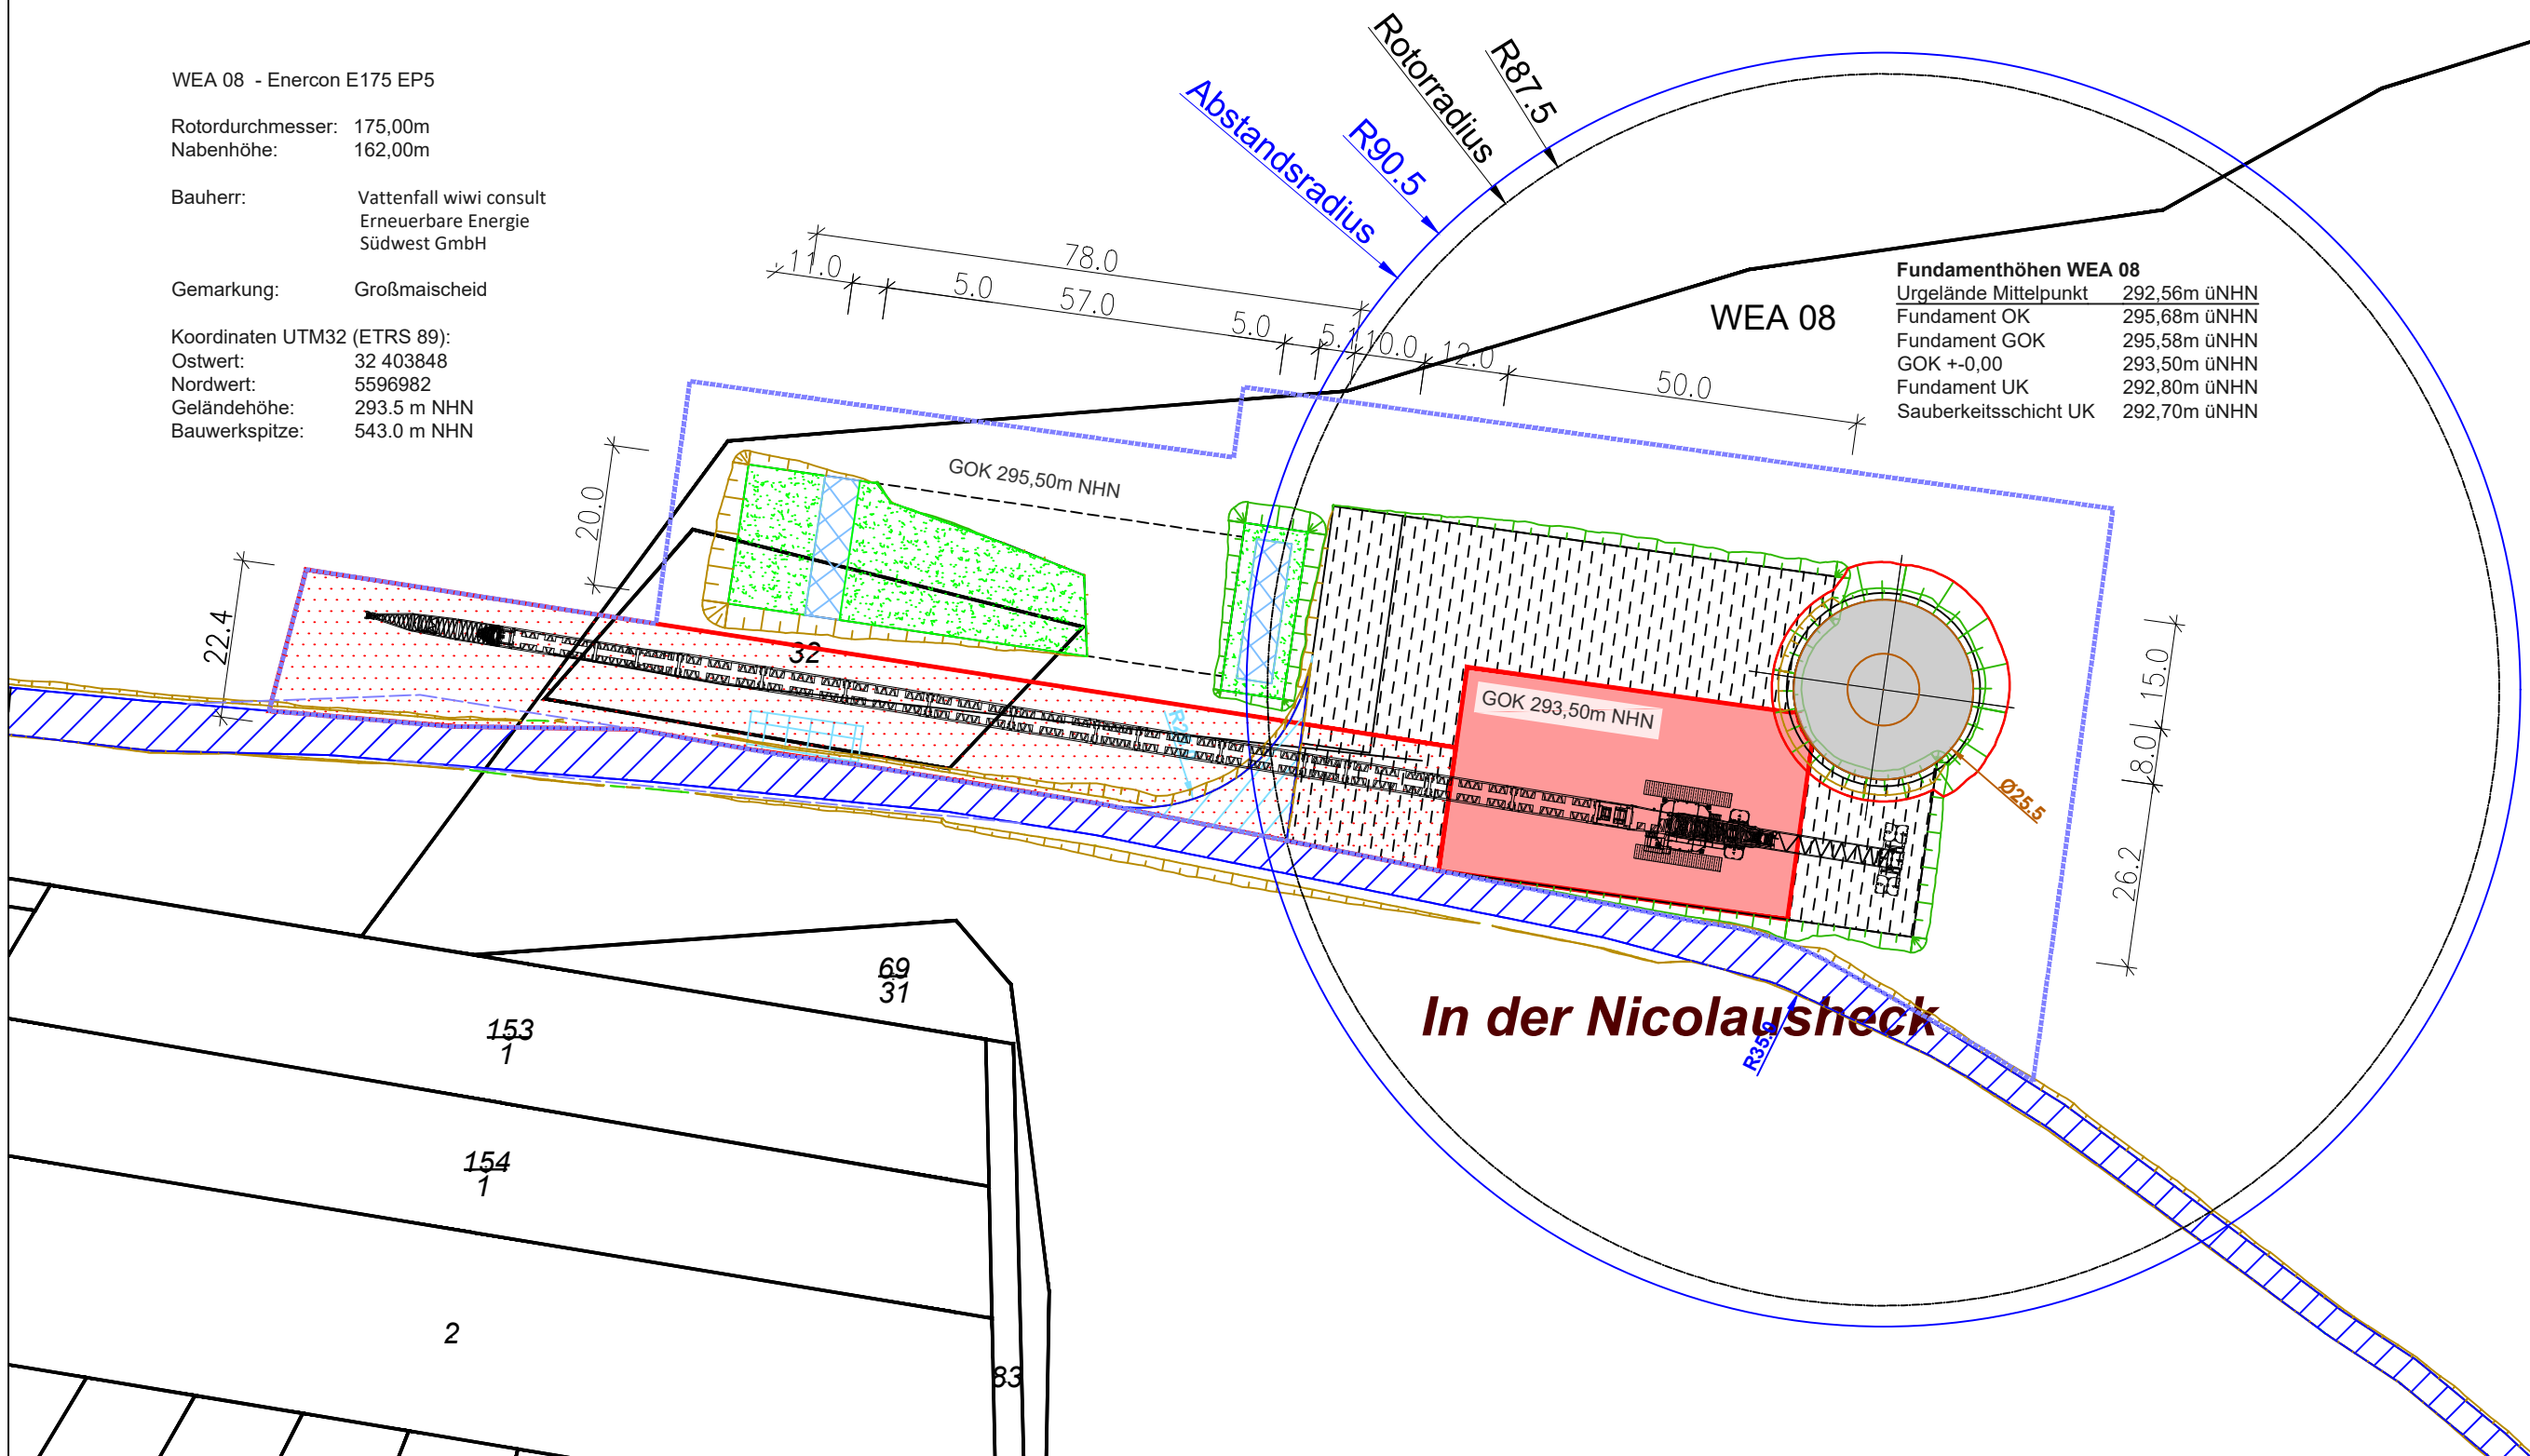 WEA 08 - Enercon E175 EP5
Rotordurchmesser: 175,00m
Nabenhöhe: 162,00m
Bauherr: Vattenfall wiwi consult
Erneuerbare Energie
Südwest GmbH
Gemarkung: Großmaischeid
Koordinaten UTM32 (ETRS 89):
Ostwert: 32 403848
Nordwert: 5596982
Geländehöhe: 293.5 m NHN
Bauwerkspitze: 543.0 m NHN
Abstandsradius
R90.5
Rotorradius
R87.5
WEA 08
Fundamenthöhen WEA 08
Urgelände Mittelpunkt 292,56m üNHN
Fundament OK 295,68m üNHN
Fundament GOK 295,58m üNHN
GOK +-0,00 293,50m üNHN
Fundament UK 292,80m üNHN
Sauberkeitsschicht UK 292,70m üNHN
78.0
11.0
5.0
57.0
5.0
5.1
10.0
12.0
50.0
20.0
22.4
GOK 295,50m NHN
GOK 293,50m NHN
32
15.0
8.0
26.2
Ø25.5
In der Nicolausheck
R35.9
69
31
153
1
154
1
2
83